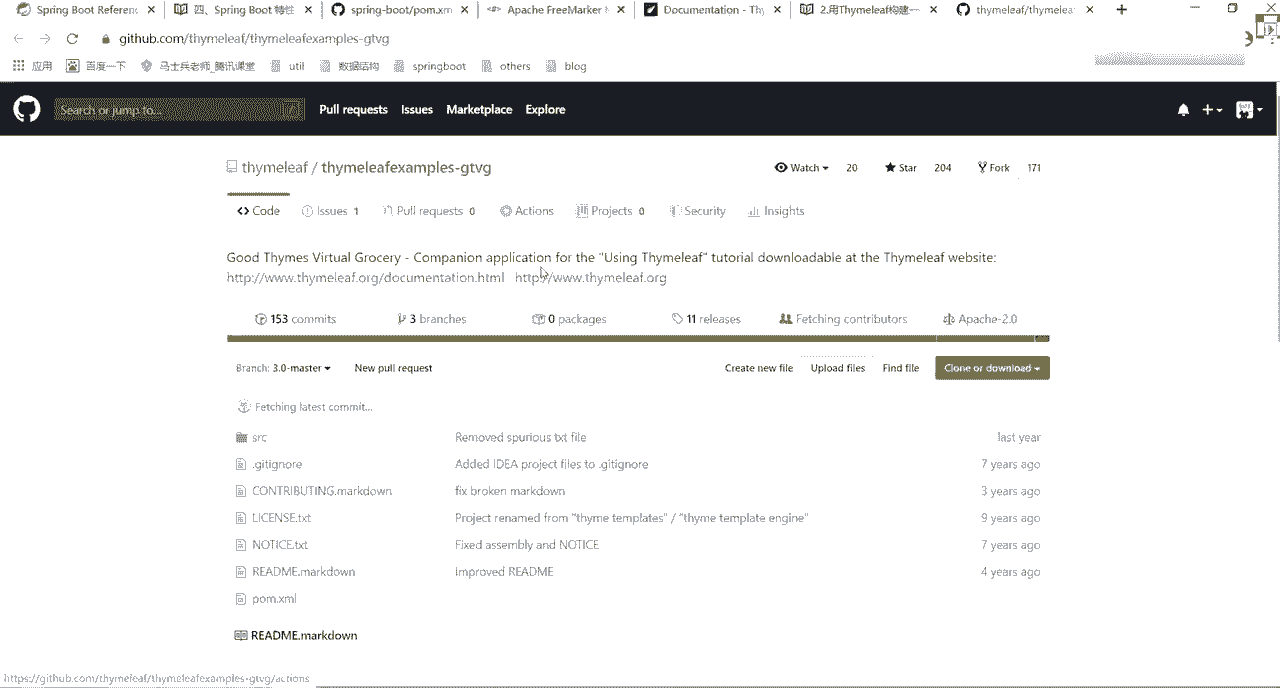 Spring Boot Referenc
四、Spring Boot 特性
spring-boot/pom.xm
Apache FreeMarker
Documentation - Thy
2.用Thymeleaf构建一
thymeleaf/thymelea
github.com/thymeleaf/thymeleafexamples-gtvg
应用 百度一下 马士兵老师_腾讯课堂 util 数据结构 springboot others blog
Search or jump to... / Pull requests Issues Marketplace Explore
thymeleaf / thymeleafexamples-gtvg Watch 20 Star 204 Fork 171
Code Issues 1 Pull requests 0 Actions Projects 0 Security Insights
Good Thymes Virtual Grocery - Companion application for the "Using Thymeleaf" tutorial downloadable at the Thymeleaf website:
http://www.thymeleaf.org/documentation.html http://www.thymeleaf.org
153 commits 3 branches 0 packages 11 releases Fetching contributors Apache-2.0
Branch: 3.0-master New pull request Create new file Upload files Find file Clone or download
Fetching latest commit...
src Removed spurious txt file last year
.gitignore Added IDEA project files to .gitignore 7 years ago
CONTRIBUTING.markdown fix broken markdown 3 years ago
LICENSE.txt Project renamed from "thyme templates" / "thyme template engine" 9 years ago
NOTICE.txt Fixed assembly and NOTICE 7 years ago
README.markdown Improved README 4 years ago
pom.xml
README.markdown
https://github.com/thymeleaf/thymeleafexamples-gtvg/actions